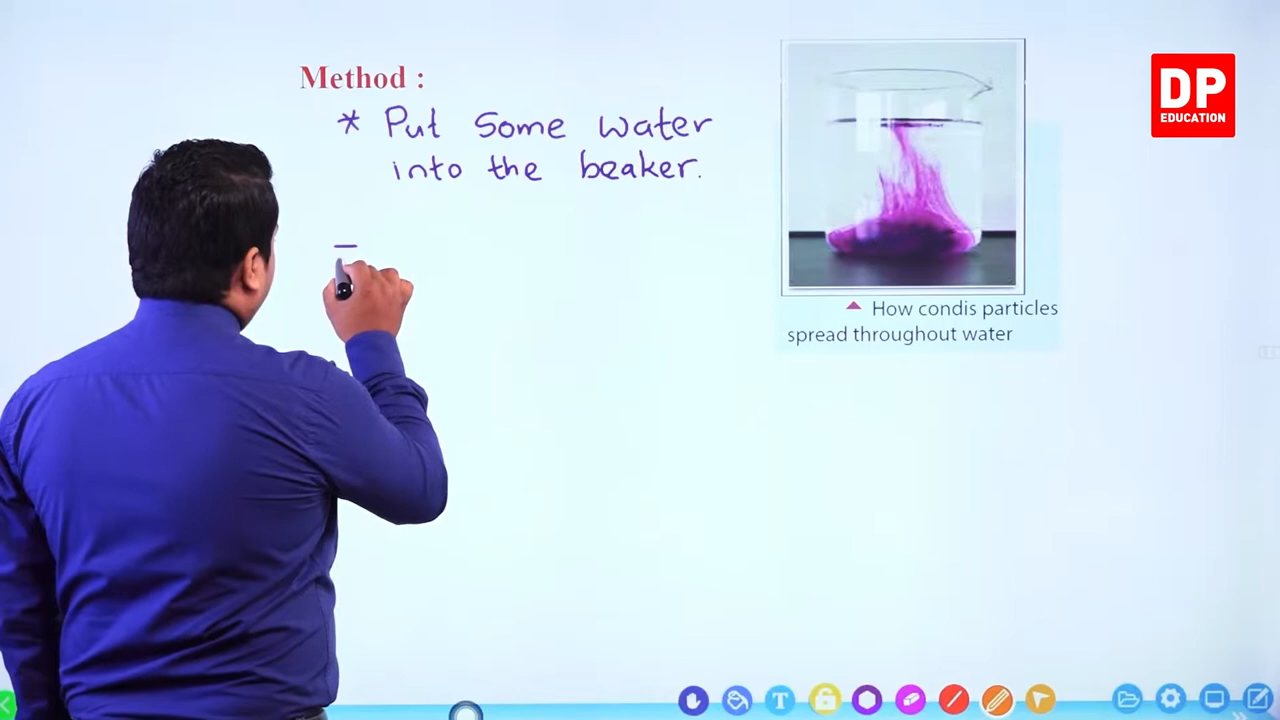 Method :
* Put Some water
into the beaker.
DP
EDUCATION
How condis particles
spread throughout water
T